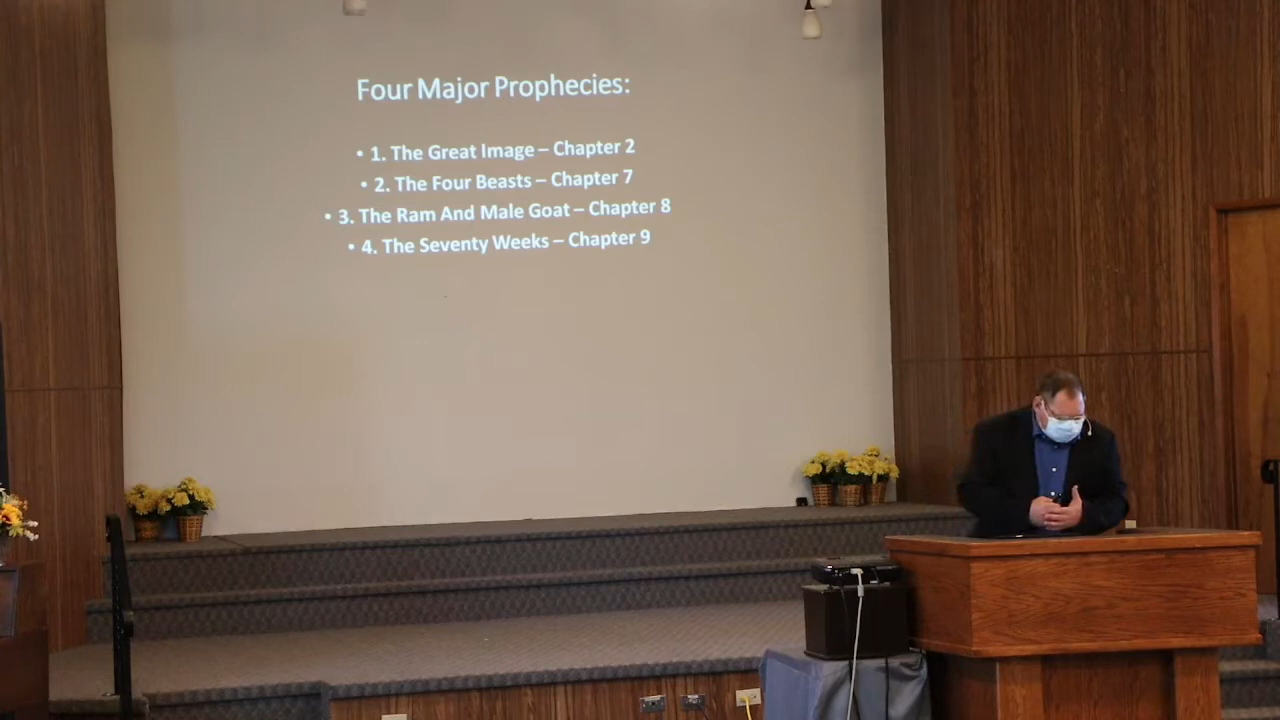 Four Major Prophecies:
• 1. The Great Image – Chapter 2
• 2. The Four Beasts – Chapter 7
• 3. The Ram And Male Goat – Chapter 8
• 4. The Seventy Weeks – Chapter 9